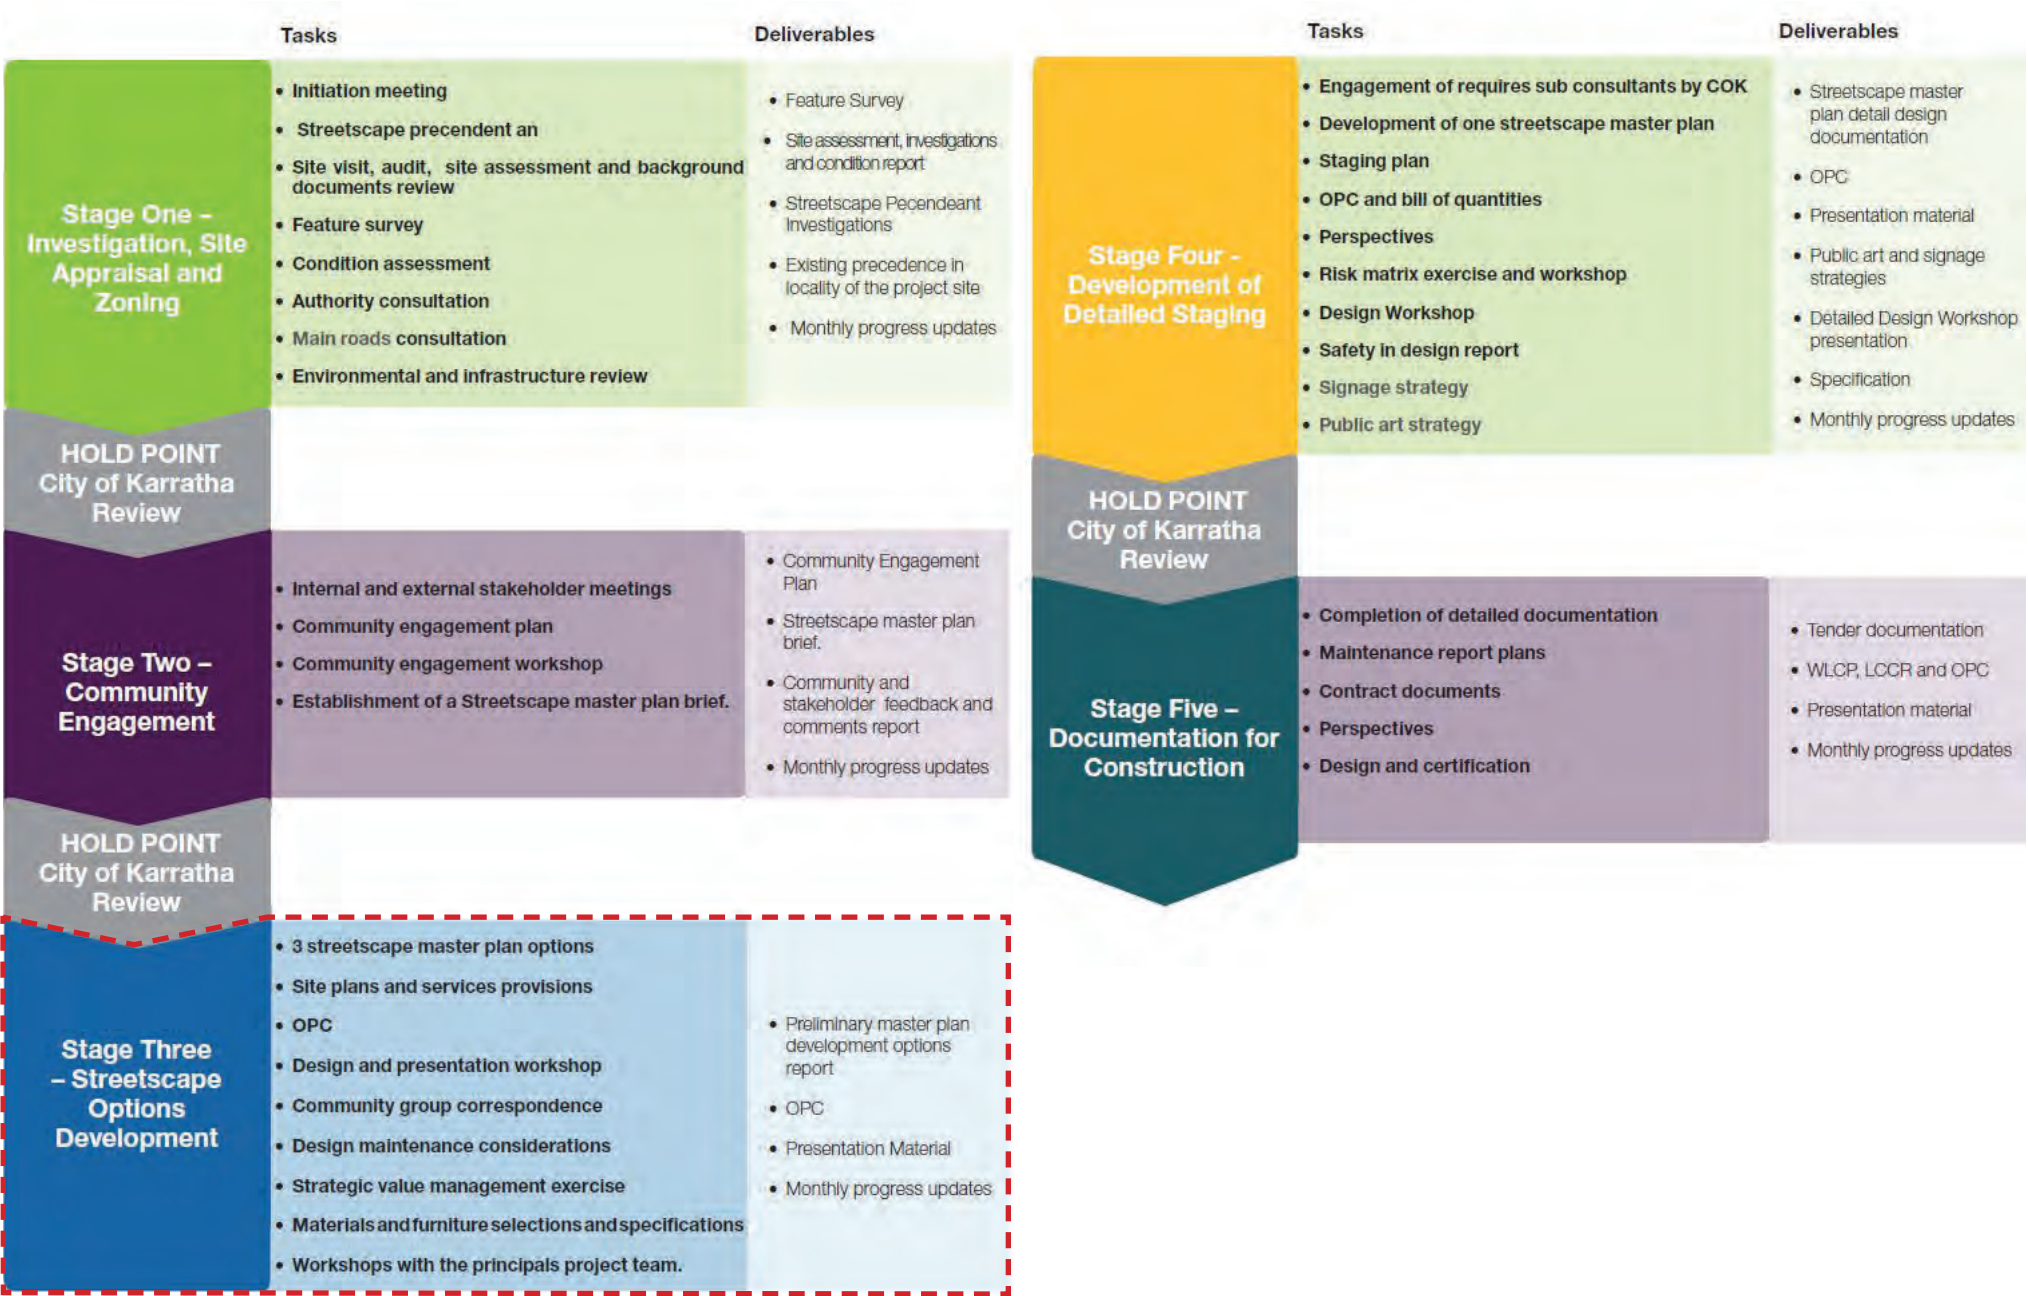 Tasks
Deliverables
Stage One –
Investigation, Site
Appraisal and
Zoning
• Initiation meeting
• Streetscape precendent an
• Site visit, audit, site assessment and background
documents review
• Feature survey
• Condition assessment
• Authority consultation
• Main roads consultation
• Environmental and infrastructure review
• Feature Survey
• Site assessment, investigations
and condition report
• Streetscape Pecendeant
Investigations
• Existing precedence in
locality of the project site
• Monthly progress updates
HOLD POINT
City of Karratha
Review
Stage Two –
Community
Engagement
• Internal and external stakeholder meetings
• Community engagement plan
• Community engagement workshop
• Establishment of a Streetscape master plan brief.
• Community Engagement
Plan
• Streetscape master plan
brief.
• Community and
stakeholder feedback and
comments report
• Monthly progress updates
HOLD POINT
City of Karratha
Review
Stage Three
– Streetscape
Options
Development
• 3 streetscape master plan options
• Site plans and services provisions
• OPC
• Design and presentation workshop
• Community group correspondence
• Design maintenance considerations
• Strategic value management exercise
• Materials and furniture selections and specifications
• Workshops with the principals project team.
• Preliminary master plan
development options
report
• OPC
• Presentation Material
• Monthly progress updates
Tasks
Deliverables
Stage Four -
Development of
Detailed Staging
• Engagement of requires sub consultants by COK
• Development of one streetscape master plan
• Staging plan
• OPC and bill of quantities
• Perspectives
• Risk matrix exercise and workshop
• Design Workshop
• Safety in design report
• Signage strategy
• Public art strategy
• Streetscape master
plan detail design
documentation
• OPC
• Presentation material
• Public art and signage
strategies
• Detailed Design Workshop
presentation
• Specification
• Monthly progress updates
HOLD POINT
City of Karratha
Review
Stage Five –
Documentation for
Construction
• Completion of detailed documentation
• Maintenance report plans
• Contract documents
• Perspectives
• Design and certification
• Tender documentation
• WLCP, LCCR and OPC
• Presentation material
• Monthly progress updates